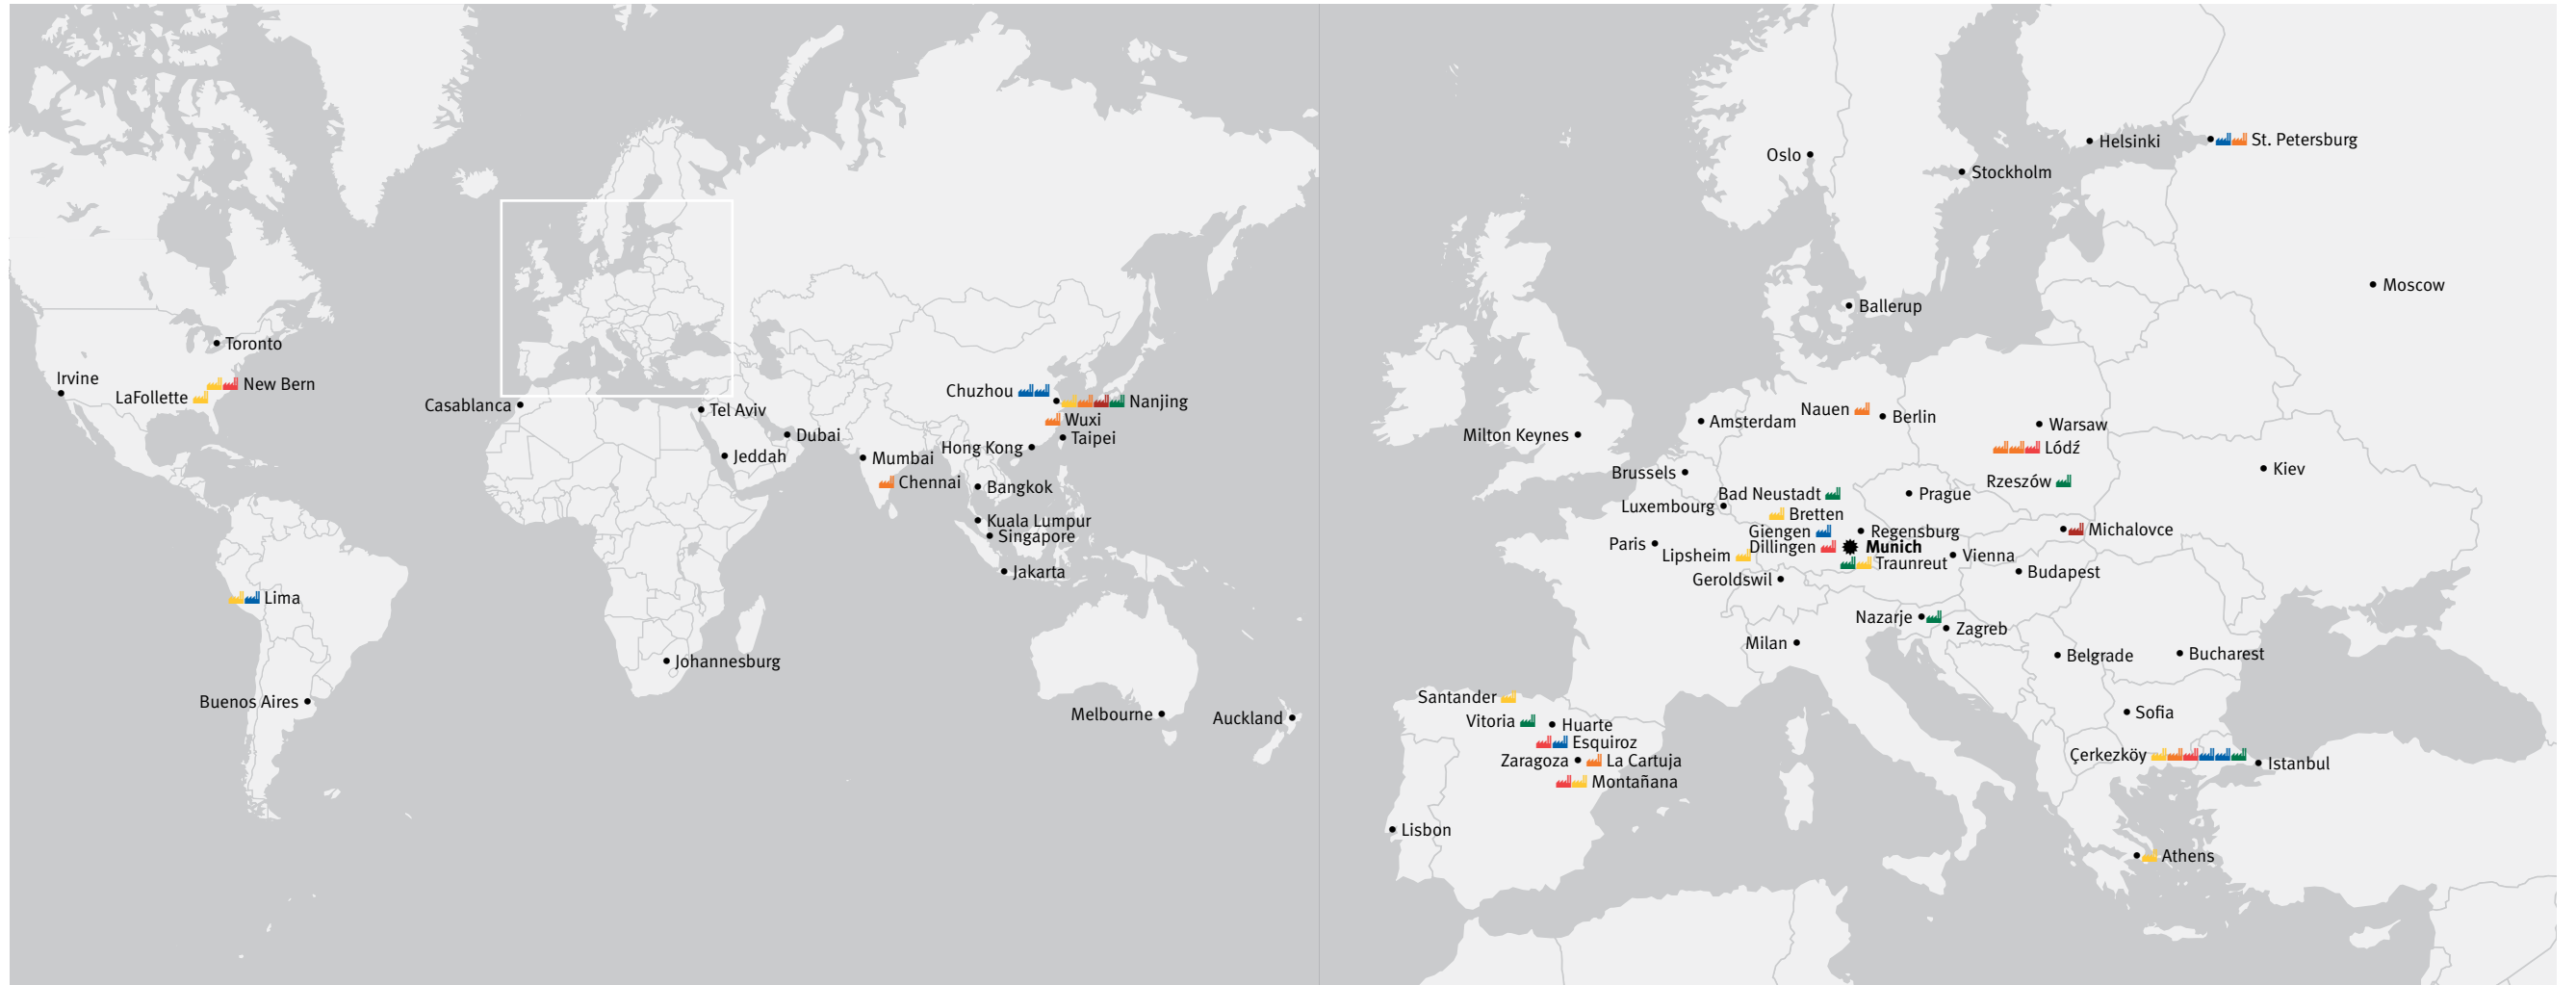 Toronto
Irvine
New Bern
LaFollette
Lima
Buenos Aires
Casablanca
Tel Aviv
Dubai
Jeddah
Johannesburg
Mumbai
Chennai
Chuzhou
Nanjing
Wuxi
Taipei
Hong Kong
Bangkok
Kuala Lumpur
Singapore
Jakarta
Melbourne
Auckland
Oslo
Stockholm
Helsinki
St. Petersburg
Moscow
Ballerup
Milton Keynes
Amsterdam
Nauen
Berlin
Warsaw
Lódź
Kiev
Brussels
Rzeszów
Bad Neustadt
Prague
Luxembourg
Bretten
Giengen
Regensburg
Michalovce
Paris
Lipsheim
Dillingen
Munich
Vienna
Traunreut
Budapest
Geroldswil
Nazarje
Zagreb
Milan
Belgrade
Bucharest
Santander
Vitoria
Huarte
Esquiroz
Zaragoza
La Cartuja
Montañana
Lisbon
Sofia
Çerkezköy
Istanbul
Athens